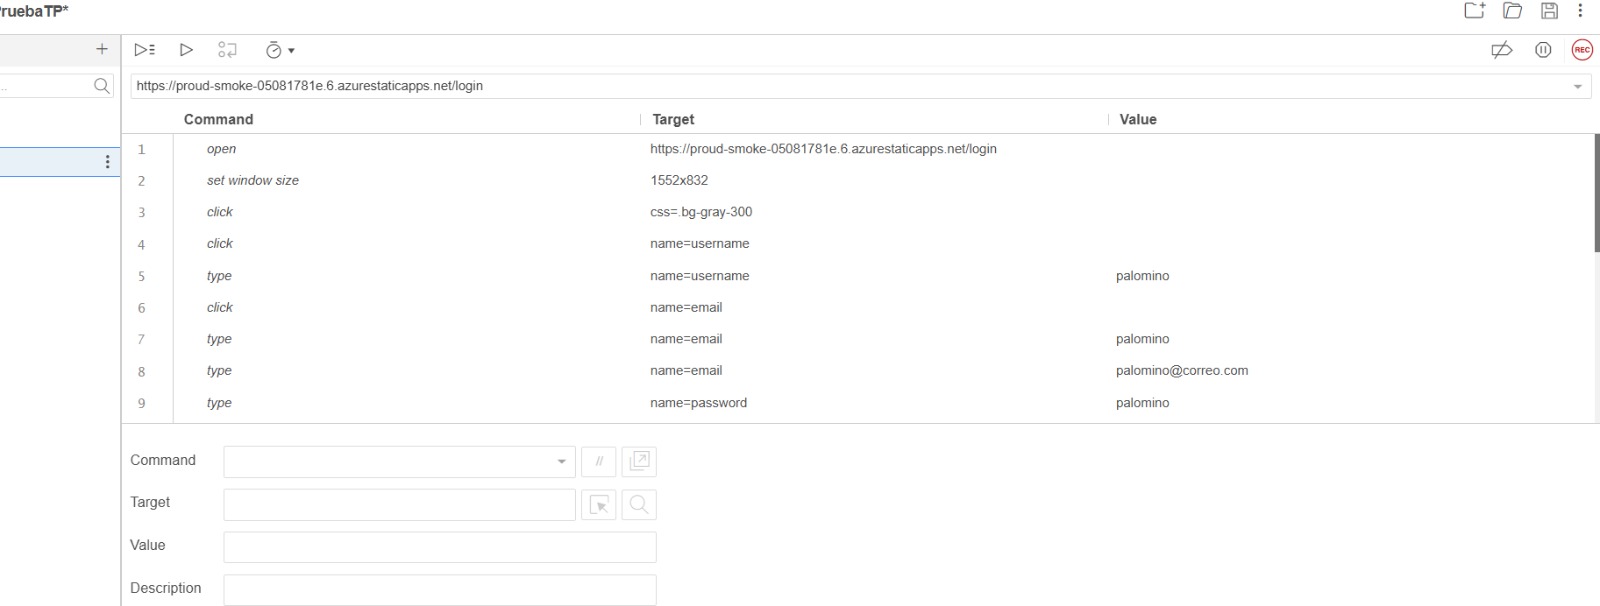 PruebaTP*
REC
..
https://proud-smoke-05081781e.6.azurestaticapps.net/login
Command Target Value
1 open https://proud-smoke-05081781e.6.azurestaticapps.net/login
2 set window size 1552x832
3 click css=.bg-gray-300
4 click name=username
5 type name=username palomino
6 click name=email
7 type name=email palomino
8 type name=email palomino@correo.com
9 type name=password palomino
Command //
Target
Value
Description